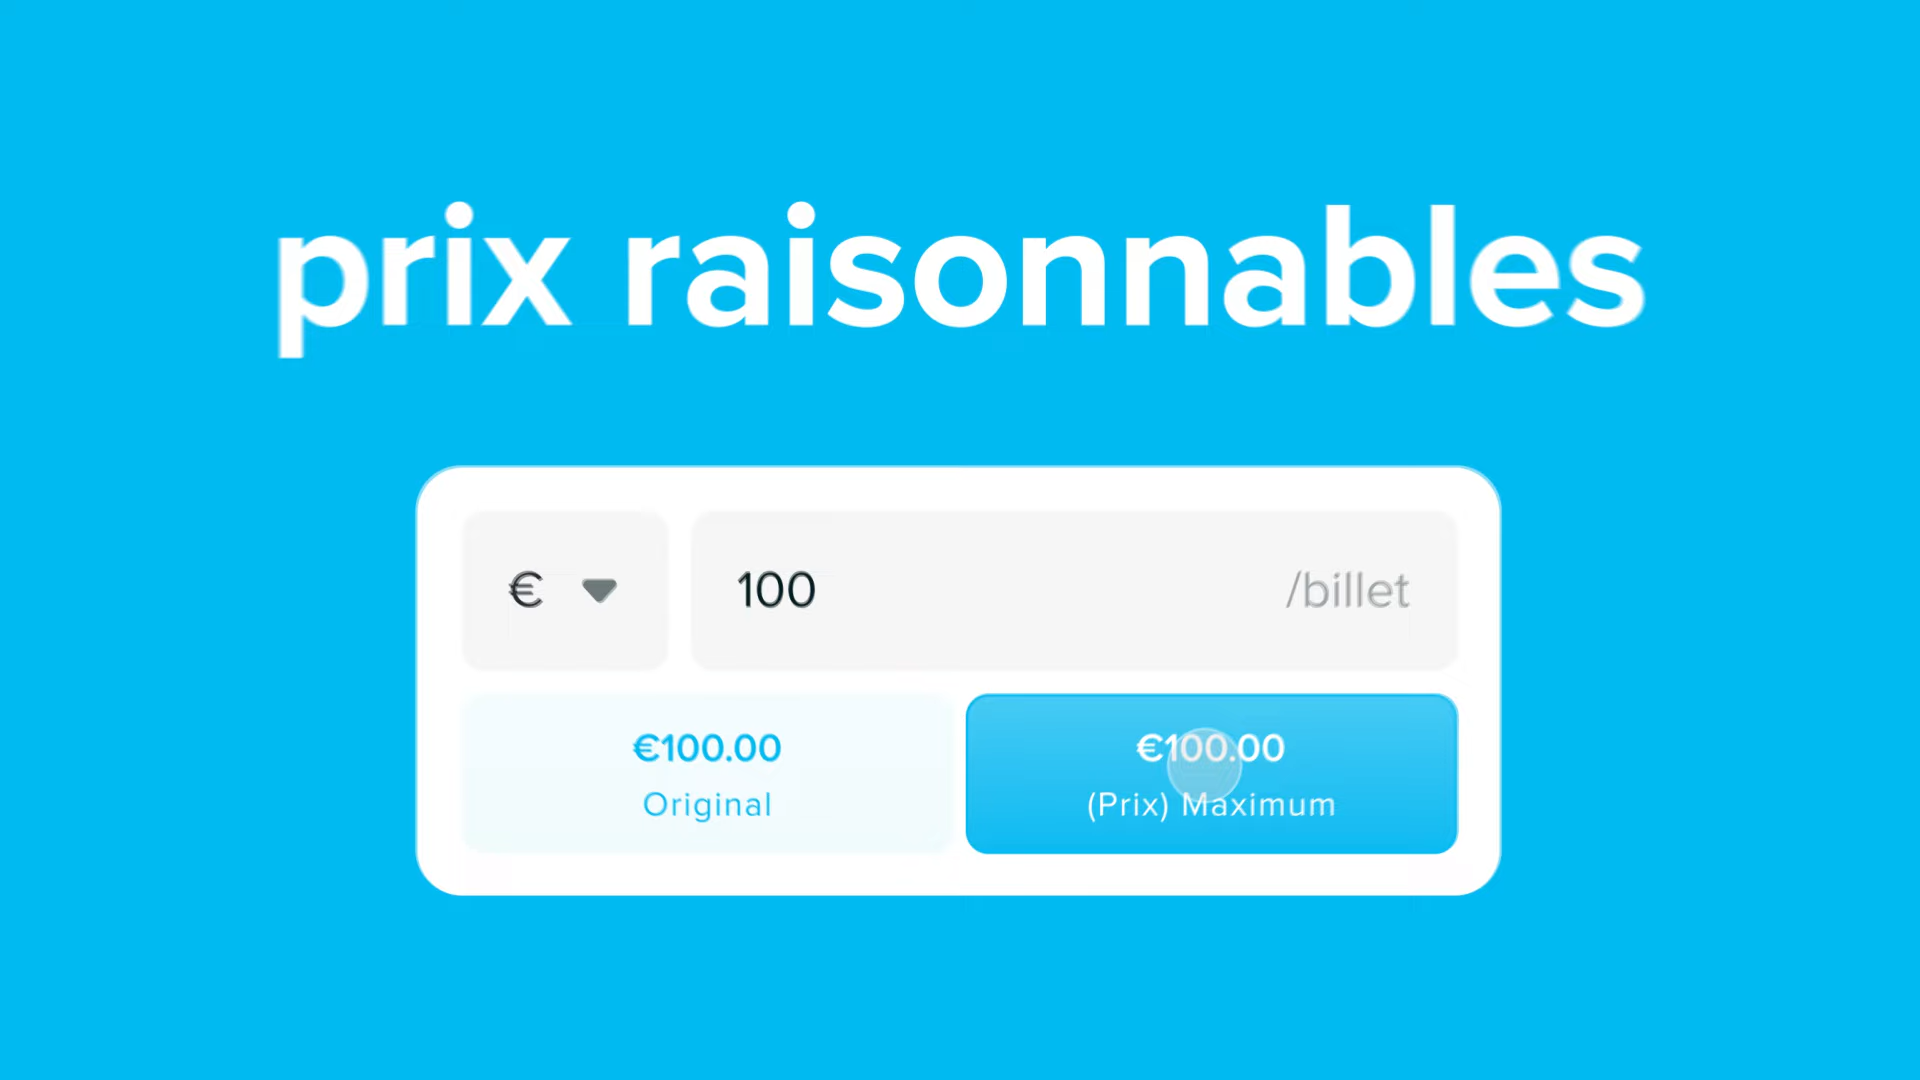 prix raisonnables
€ 100 /billet
€100.00 €100.00
Original (Prix) Maximum